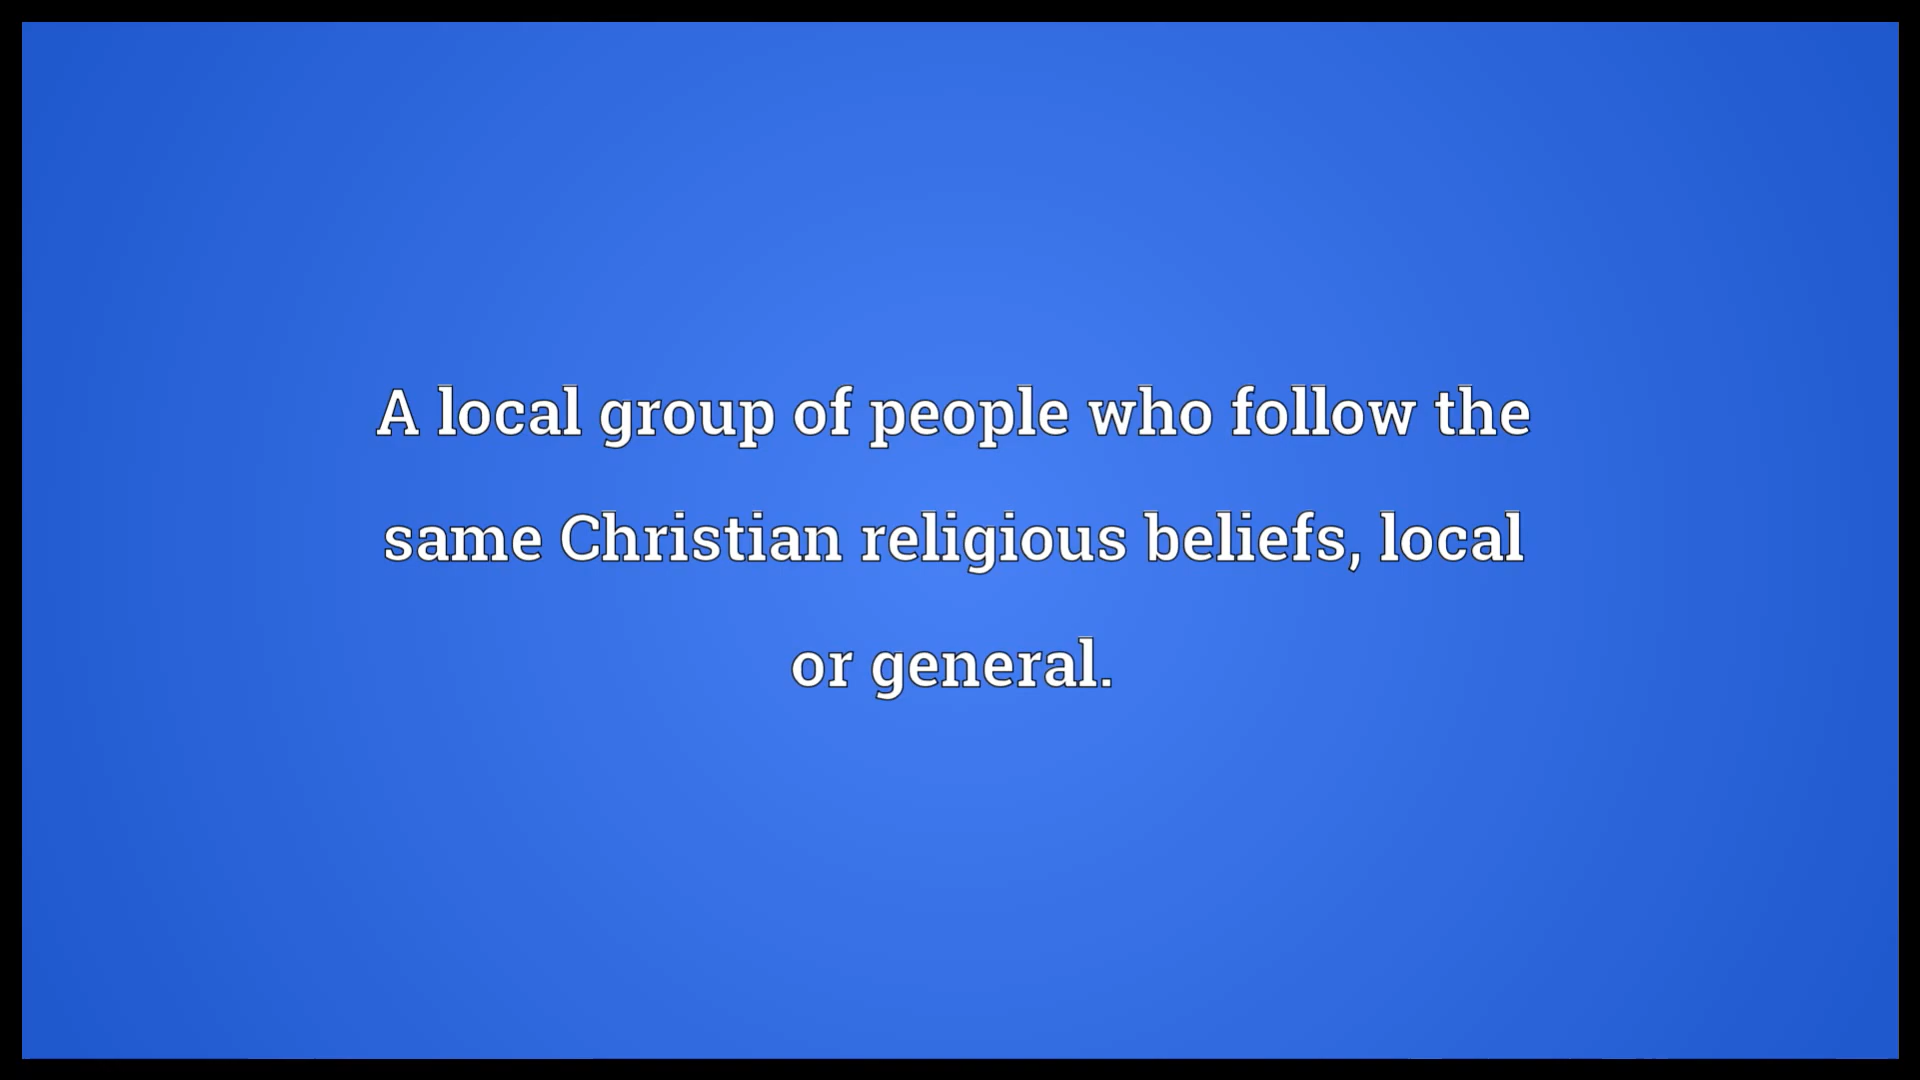 A local group of people who follow the
same Christian religious beliefs, local
or general.